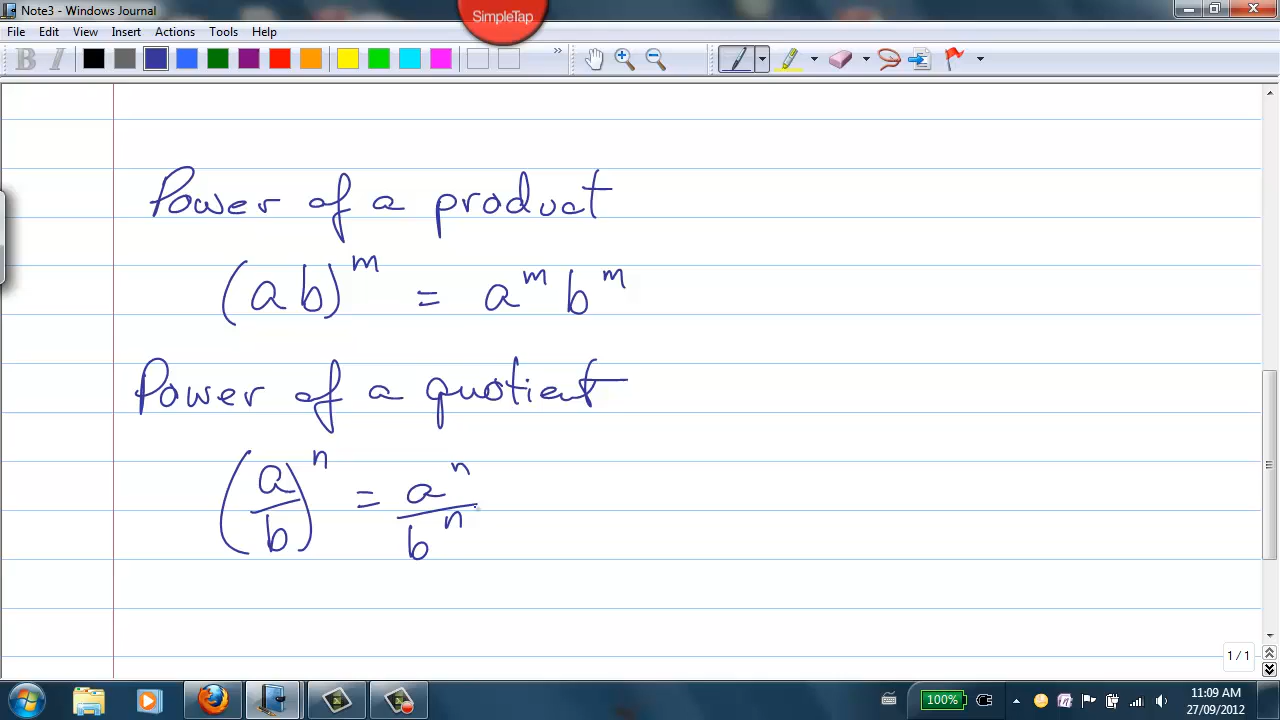 Note3 - Windows Journal
SimpleTap
File Edit View Insert Actions Tools Help
B I
Power of a product
(ab)^m = a^m b^m
Power of a quotient
(a/b)^n = a^n/b^n
1 / 1
100%
11:09 AM
27/09/2012